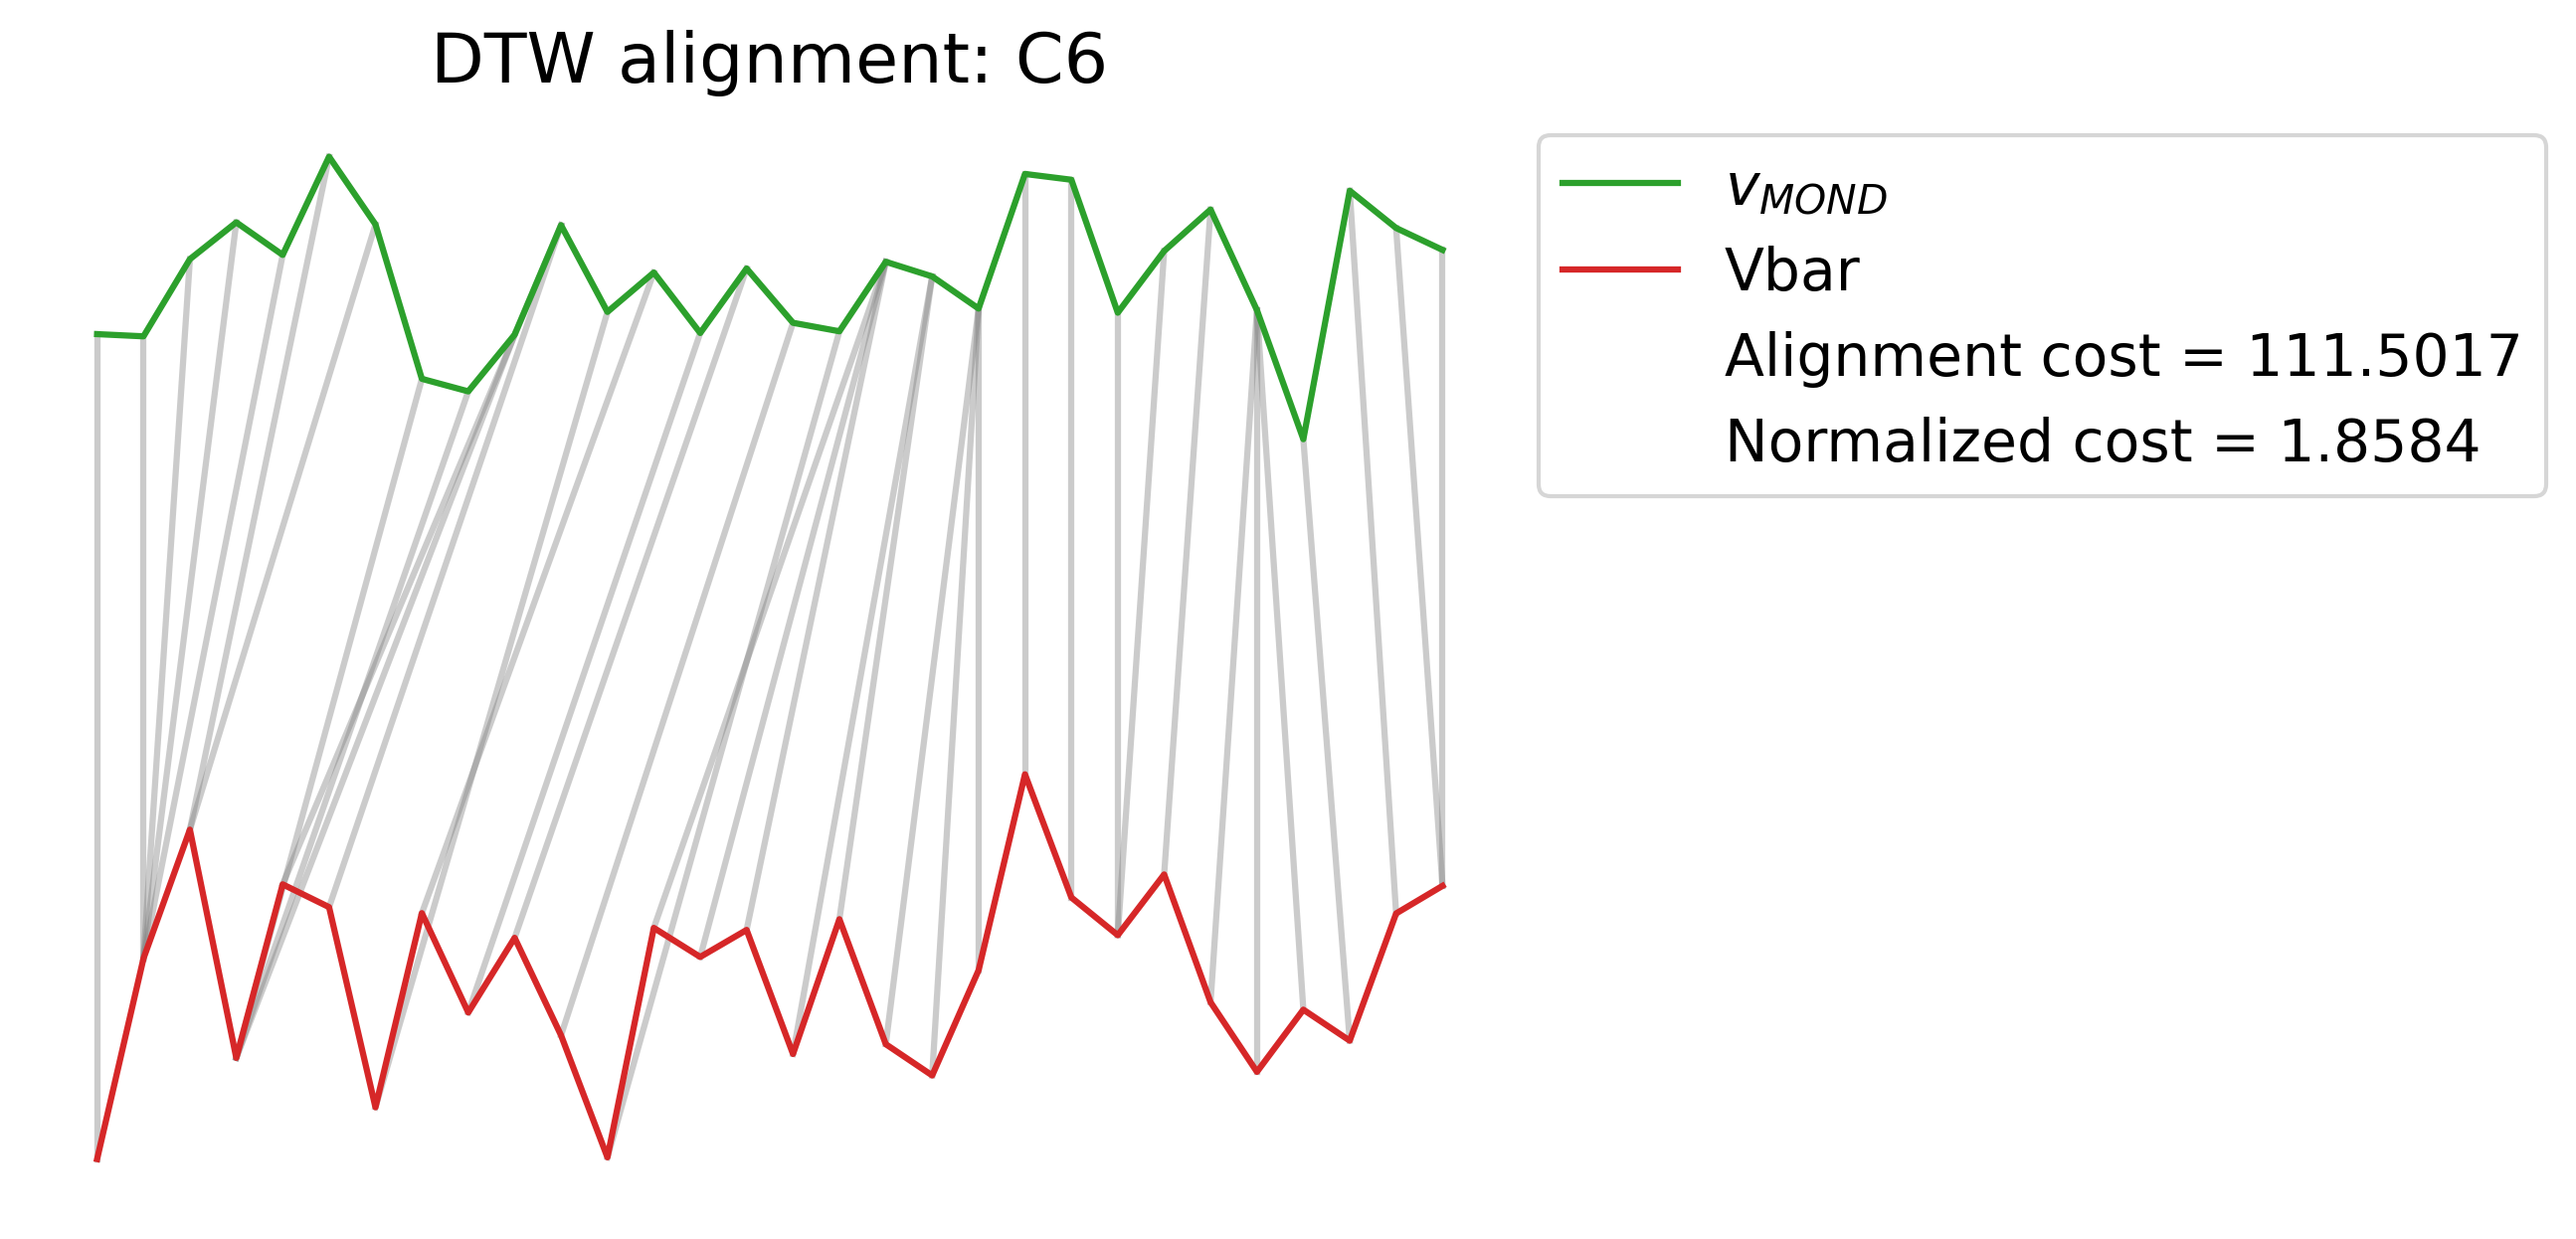 DTW alignment: C6
v_MOND
Vbar
Alignment cost = 111.5017
Normalized cost = 1.8584